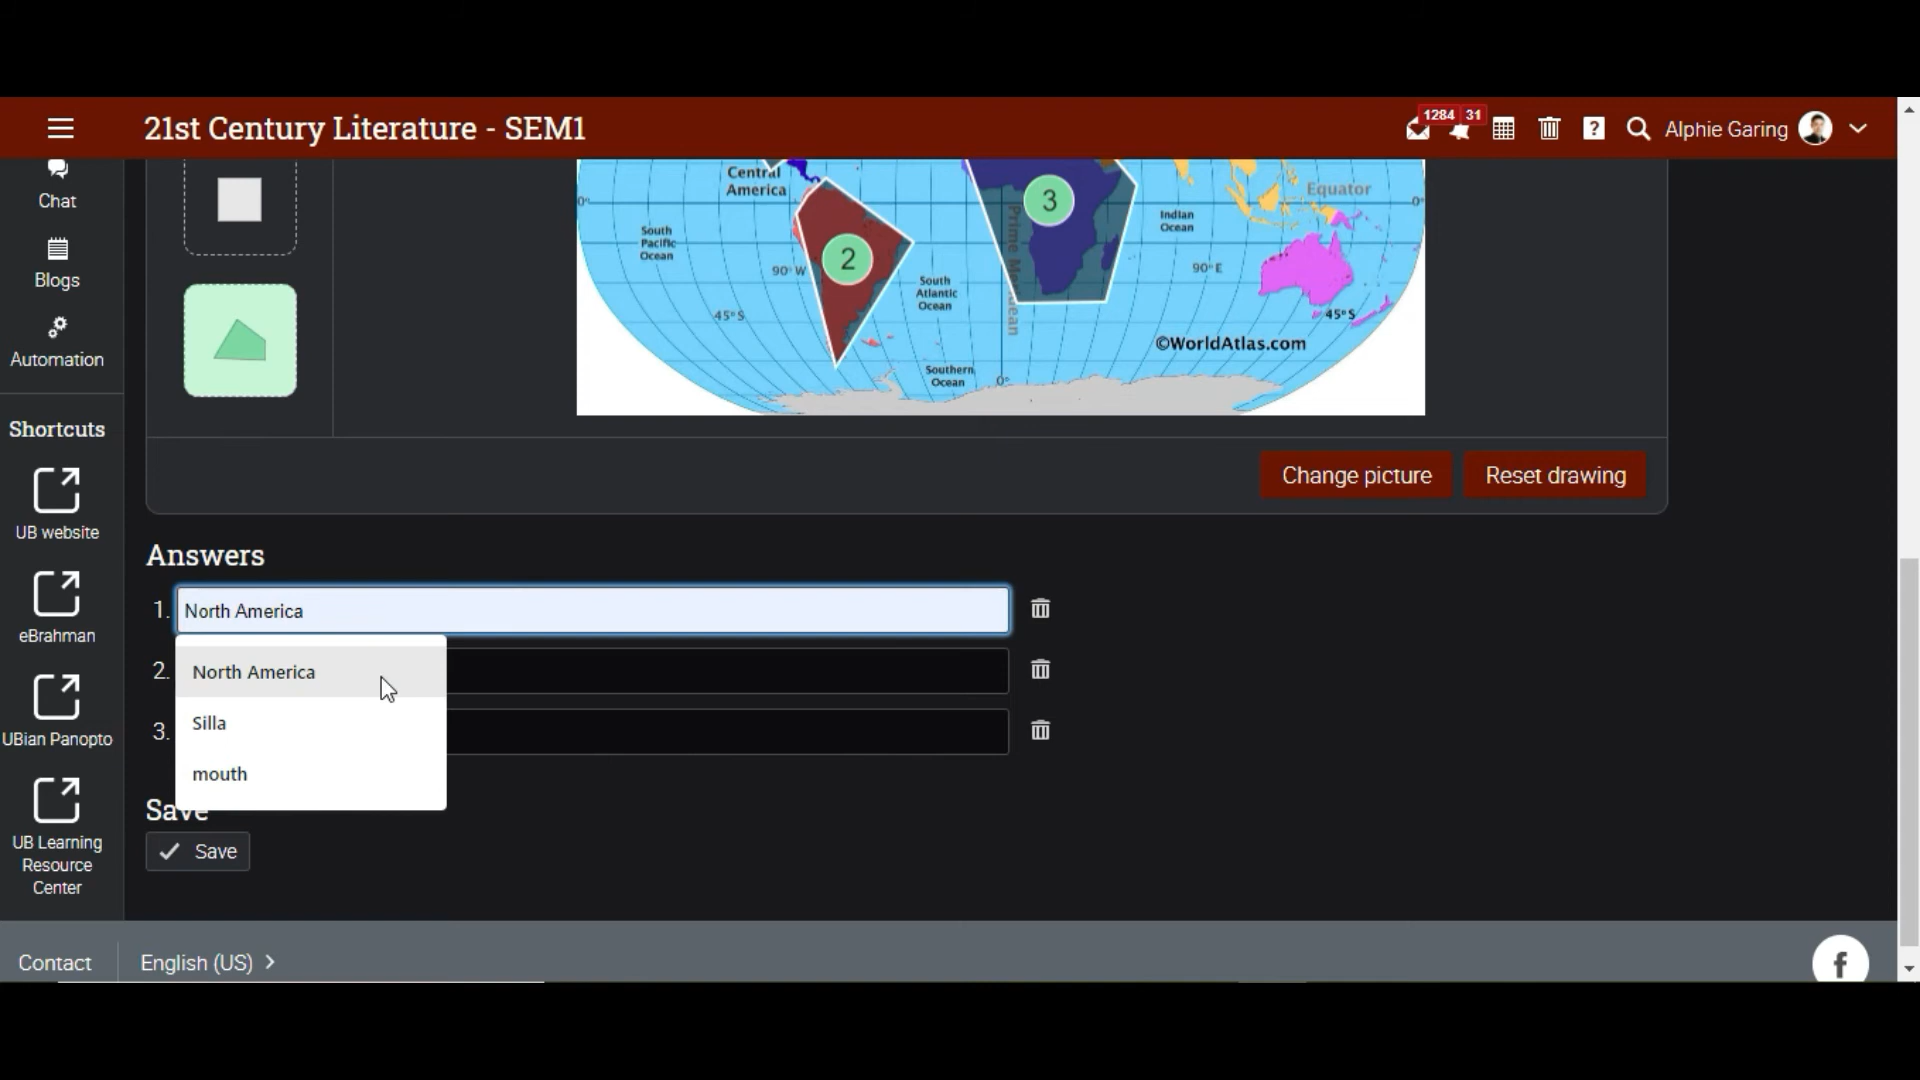 21st Century Literature - SEM1
1284
31
?
Alphie Garing
Chat
Blogs
Automation
Shortcuts
UB website
eBrahman
UBian Panopto
UB Learning
Resource
Center
Central
America
South
Pacific
Ocean
0°
90° W
45° S
2
South
Atlantic
Ocean
Southern
Ocean
0°
3
Indian
Ocean
Equator
0°
90° E
45° S
©WorldAtlas.com
Change picture
Reset drawing
Answers
1.
North America
2.
North America
Silla
3.
mouth
Save
Save
Contact
English (US)
f